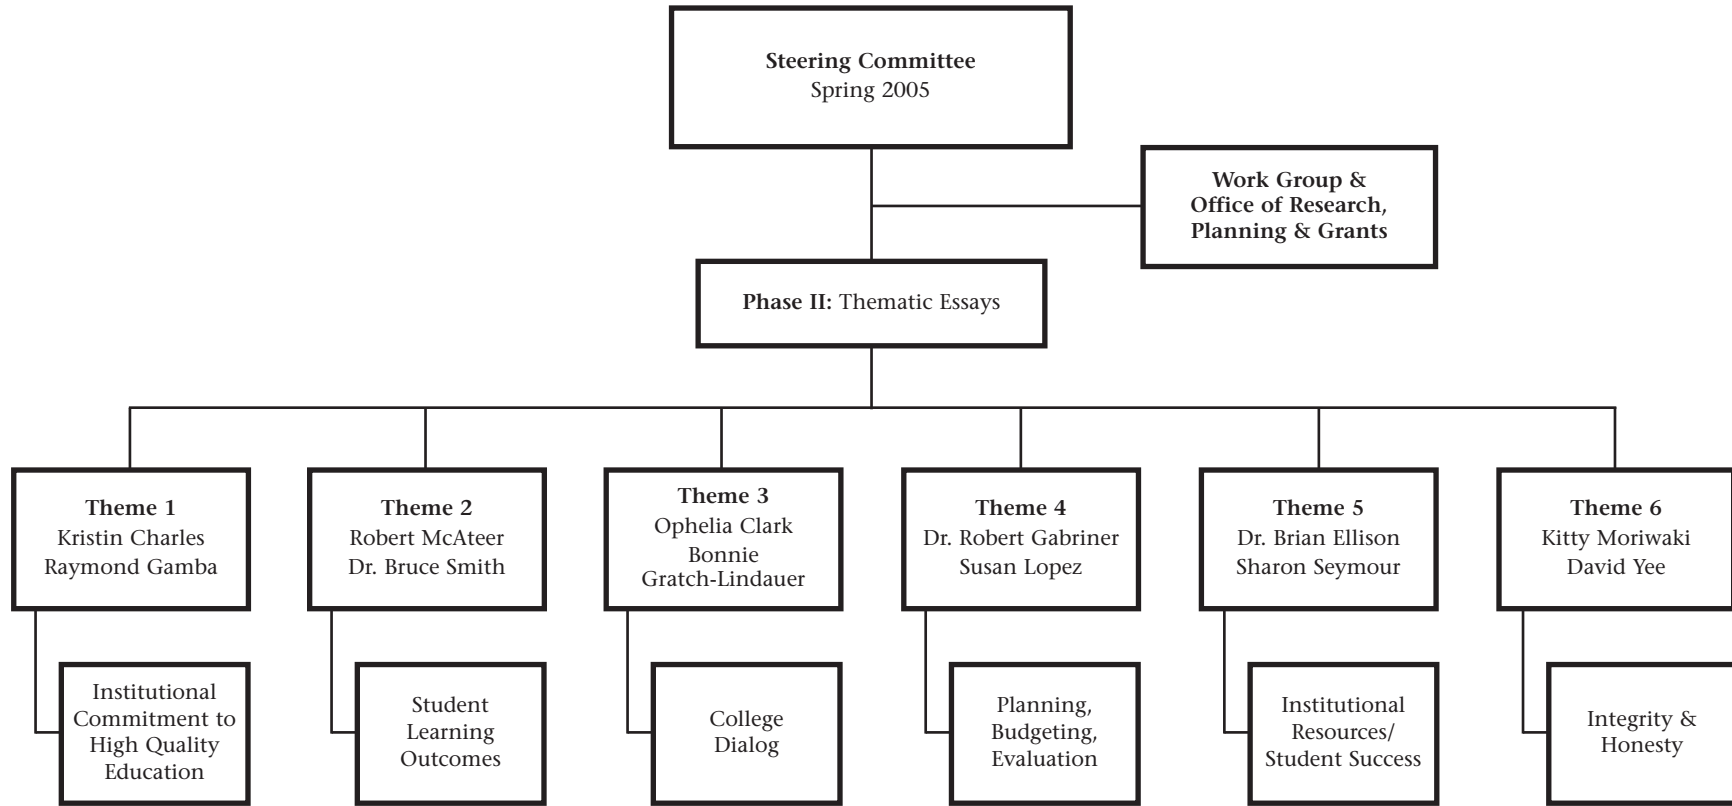 Steering Committee
Spring 2005
Work Group &
Office of Research,
Planning & Grants
Phase II: Thematic Essays
Theme 1
Kristin Charles
Raymond Gamba
Theme 2
Robert McAteer
Dr. Bruce Smith
Theme 3
Ophelia Clark
Bonnie
Gratch-Lindauer
Theme 4
Dr. Robert Gabriner
Susan Lopez
Theme 5
Dr. Brian Ellison
Sharon Seymour
Theme 6
Kitty Moriwaki
David Yee
Institutional
Commitment to
High Quality
Education
Student
Learning
Outcomes
College
Dialog
Planning,
Budgeting,
Evaluation
Institutional
Resources/
Student Success
Integrity &
Honesty